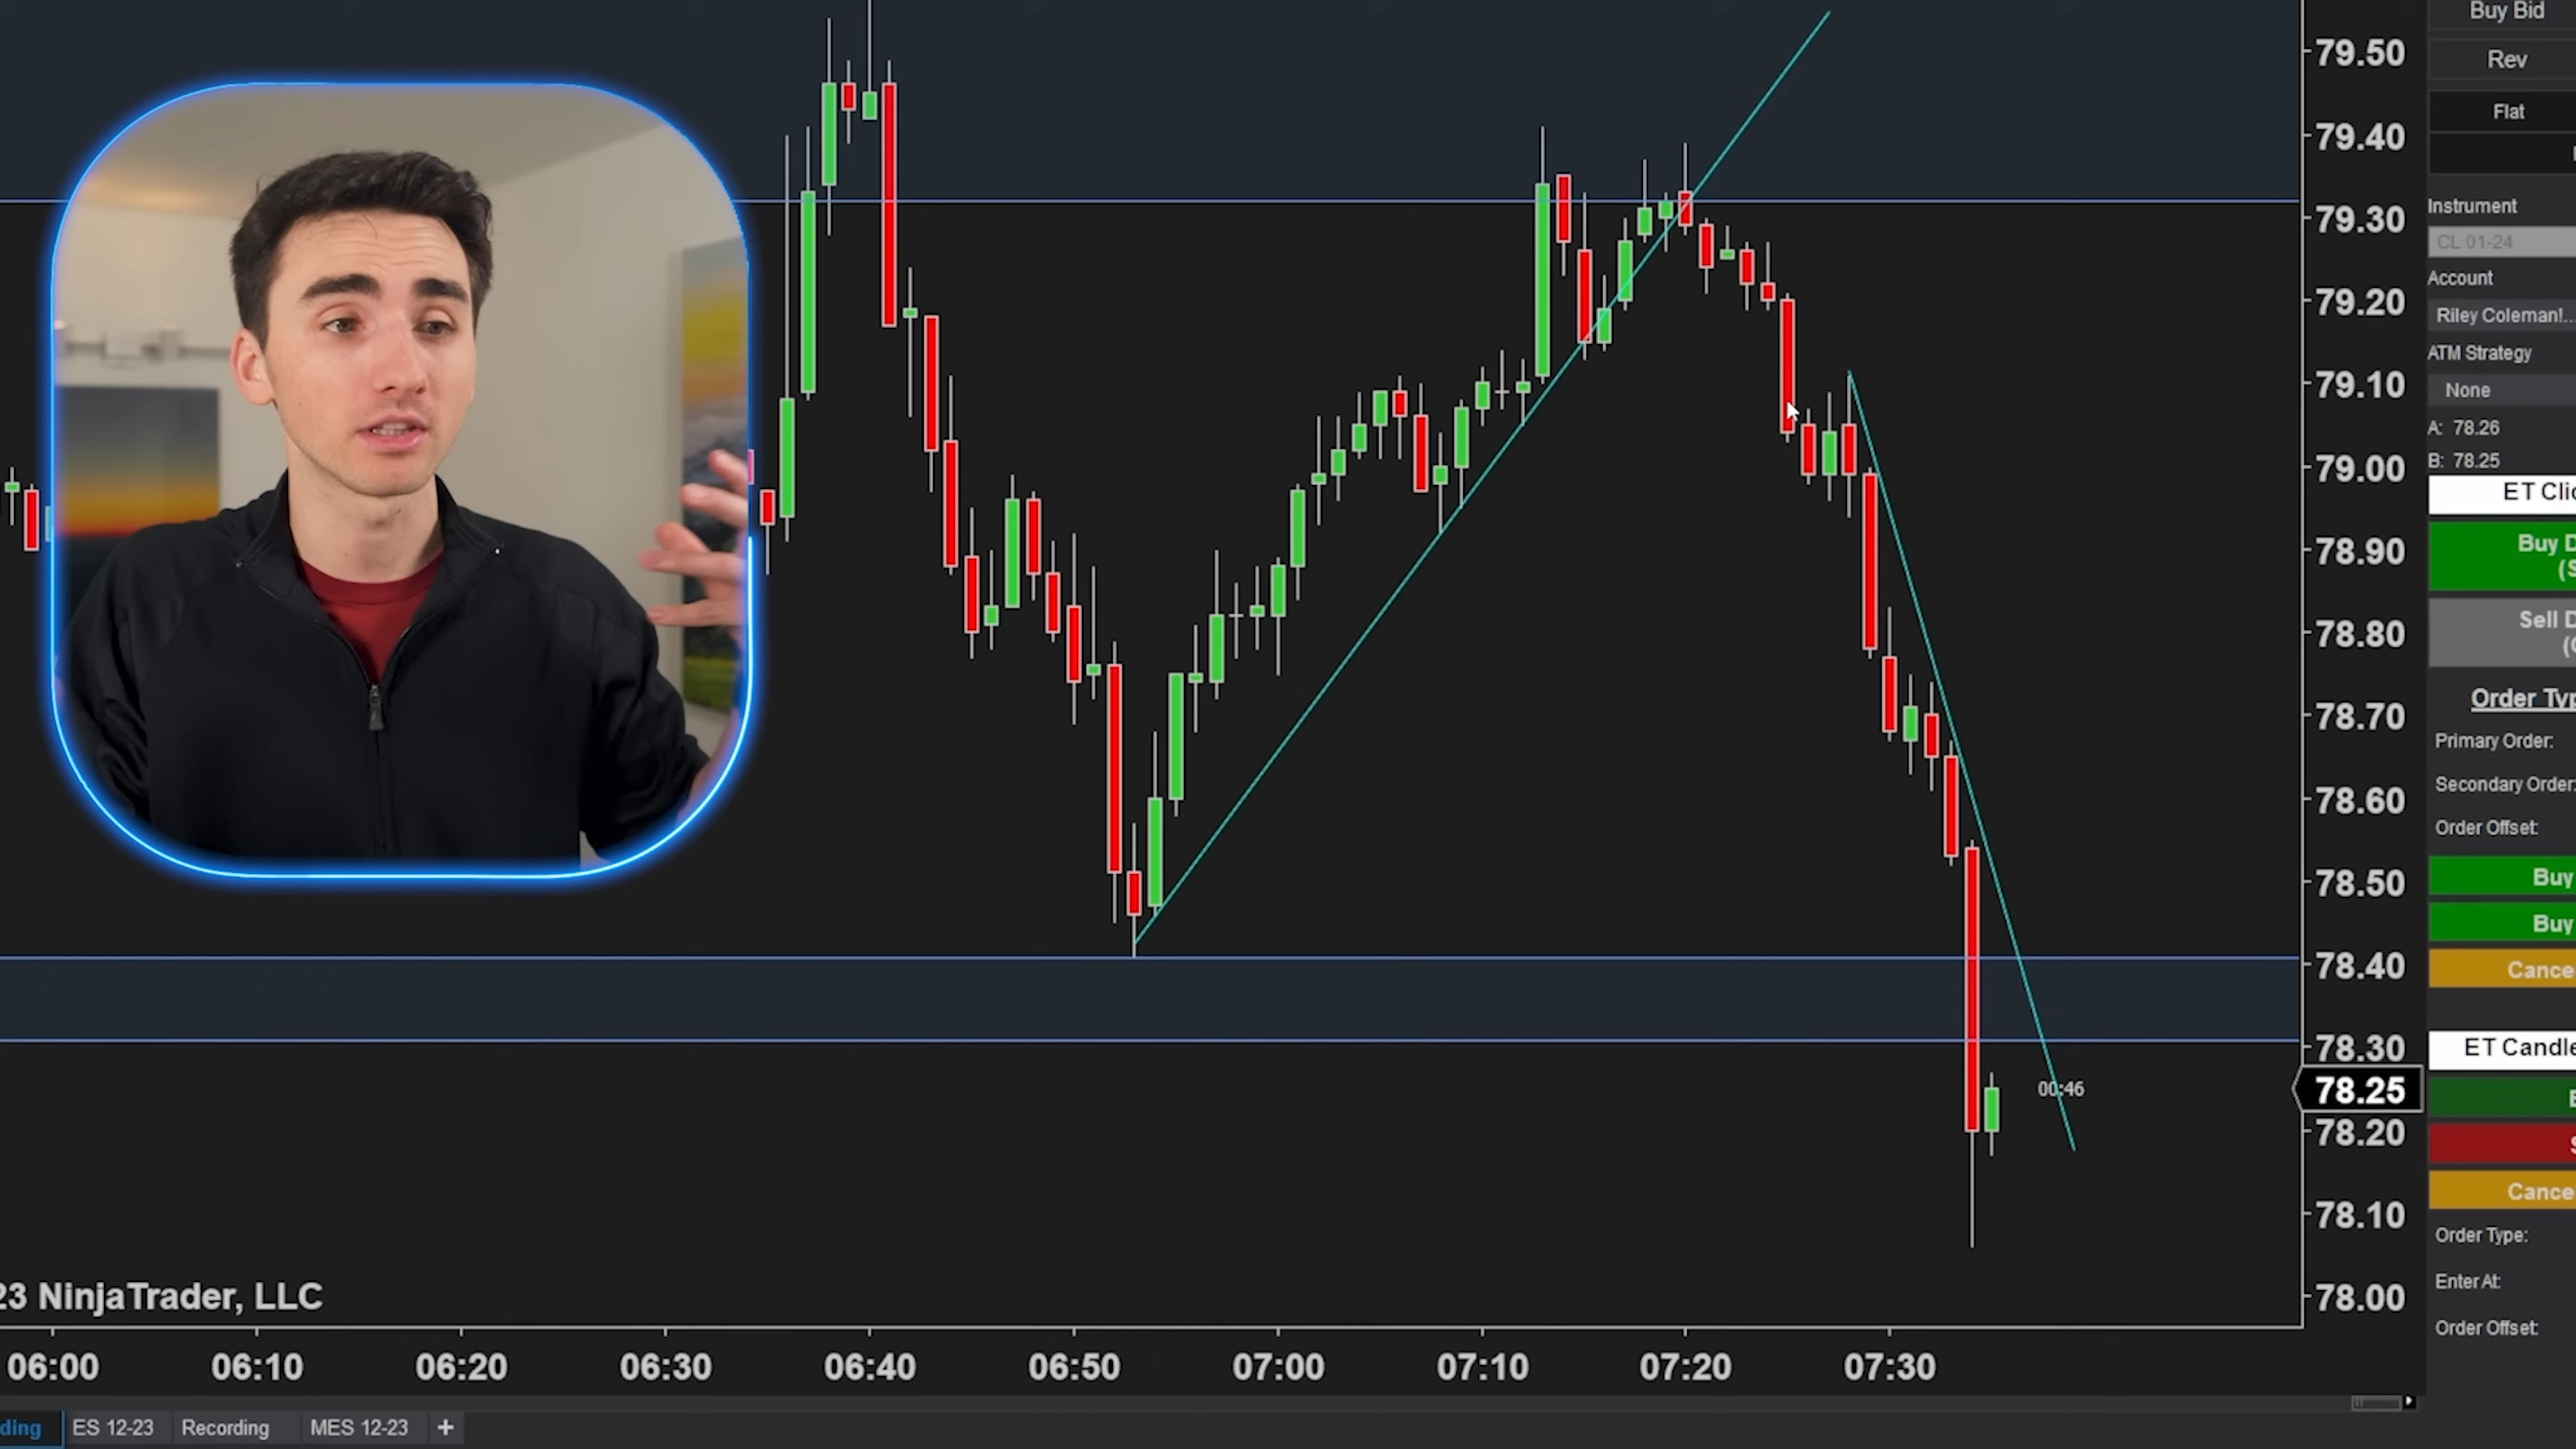 Buy Bid
79.50
Rev
Flat
79.40
Instrument
79.30
CL 01-24
Account
79.20
Riley Coleman!...
ATM Strategy
79.10
None
A: 78.26
79.00
B: 78.25
ET Clic
78.90
Buy D
(S
78.80
Sell D
(C
78.70
Order Typ
Primary Order:
78.60
Secondary Order:
Order Offset:
78.50
Buy
Buy
78.40
Cance
78.30
ET Candle
00:46
78.25
78.20
78.10
Cance
Order Type:
23 NinjaTrader, LLC
78.00
Enter At:
Order Offset:
06:00 06:10 06:20 06:30 06:40 06:50 07:00 07:10 07:20 07:30
ding ES 12-23 Recording MES 12-23 +